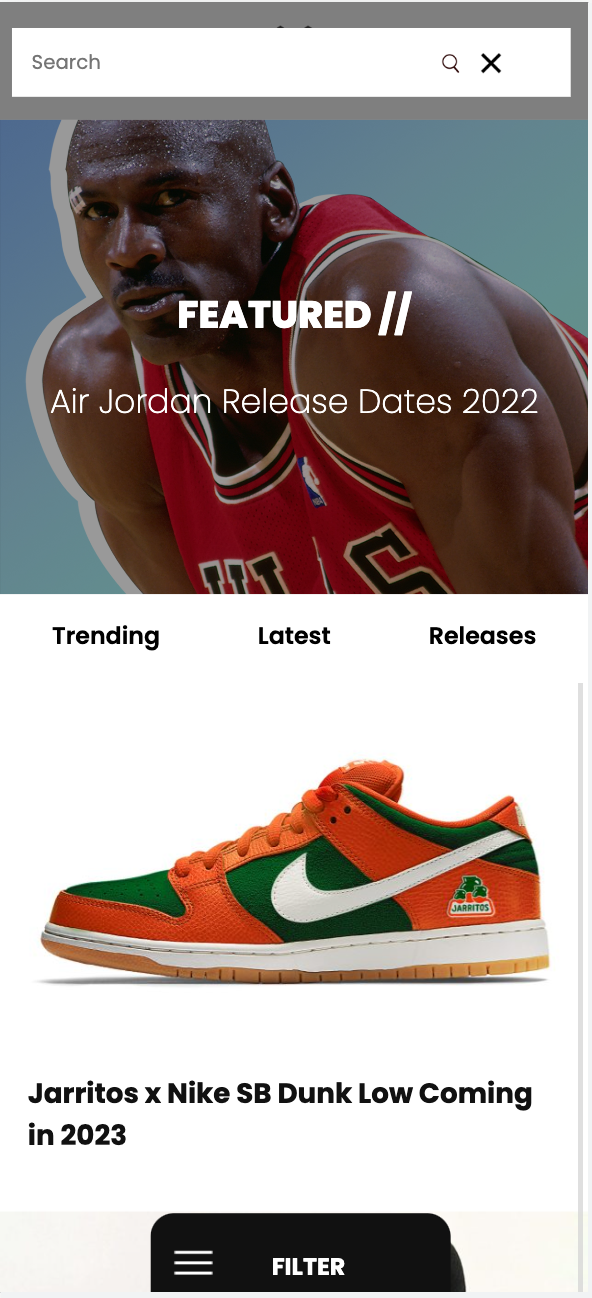 Search
FEATURED //
Air Jordan Release Dates 2022
Trending
Latest
Releases
JARRITOS
Jarritos x Nike SB Dunk Low Coming
in 2023
FILTER